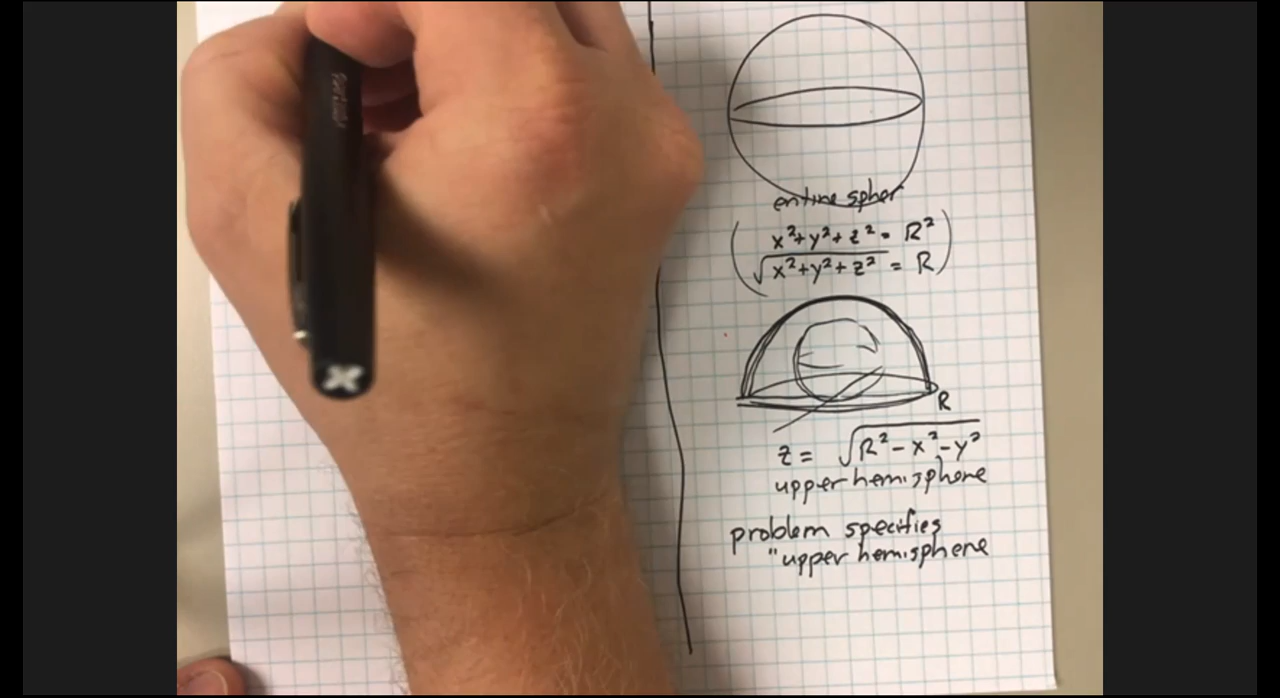 entire spher
x²+y²+z² = R²
√x²+y²+z² = R
R
z = √R²-x²-y²
upper hemisphere
problem specifies
"upper hemisphere